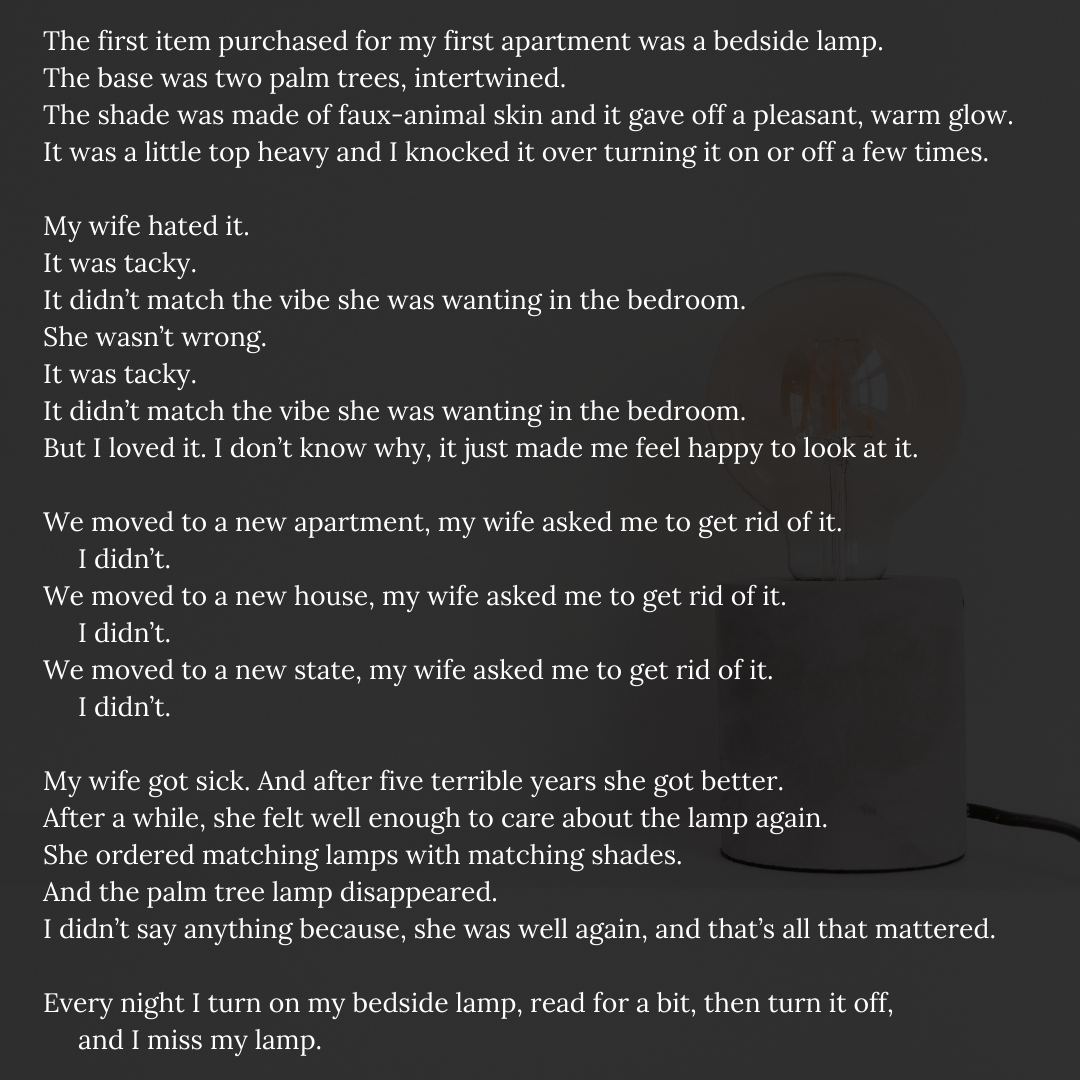 The first item purchased for my first apartment was a bedside lamp.
The base was two palm trees, intertwined.
The shade was made of faux-animal skin and it gave off a pleasant, warm glow.
It was a little top heavy and I knocked it over turning it on or off a few times.
My wife hated it.
It was tacky.
It didn’t match the vibe she was wanting in the bedroom.
She wasn’t wrong.
It was tacky.
It didn’t match the vibe she was wanting in the bedroom.
But I loved it. I don’t know why, it just made me feel happy to look at it.
We moved to a new apartment, my wife asked me to get rid of it.
I didn’t.
We moved to a new house, my wife asked me to get rid of it.
I didn’t.
We moved to a new state, my wife asked me to get rid of it.
I didn’t.
My wife got sick. And after five terrible years she got better.
After a while, she felt well enough to care about the lamp again.
She ordered matching lamps with matching shades.
And the palm tree lamp disappeared.
I didn’t say anything because, she was well again, and that’s all that mattered.
Every night I turn on my bedside lamp, read for a bit, then turn it off,
and I miss my lamp.